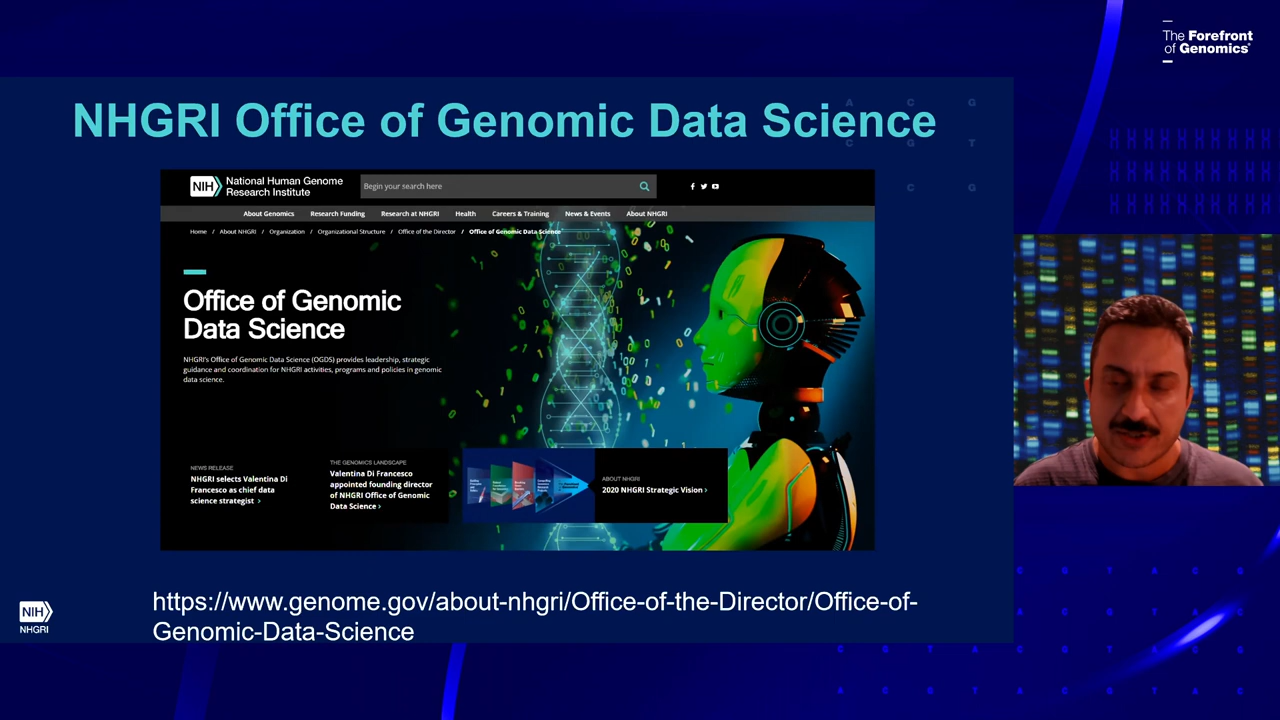 The Forefront
of Genomics®
NHGRI Office of Genomic Data Science
A C G
C G T
C G
NIH
National Human Genome
Research Institute
Begin your search here
About Genomics Research Funding Research at NHGRI Health Careers & Training News & Events About NHGRI
Home / About NHGRI / Organization / Organizational Structure / Office of the Director / Office of Genomic Data Science
Office of Genomic
Data Science
NHGRI's Office of Genomic Data Science (OGDS) provides leadership, strategic
guidance and coordination for NHGRI activities, programs and policies in genomic
data science.
NEWS RELEASE
NHGRI selects Valentina Di
Francesco as chief data
science strategist >
THE GENOMICS LANDSCAPE
Valentina Di Francesco
appointed founding director
of NHGRI Office of Genomic
Data Science >
ABOUT NHGRI
2020 NHGRI Strategic Vision >
https://www.genome.gov/about-nhgri/Office-of-the-Director/Office-of-
Genomic-Data-Science
NIH
NHGRI